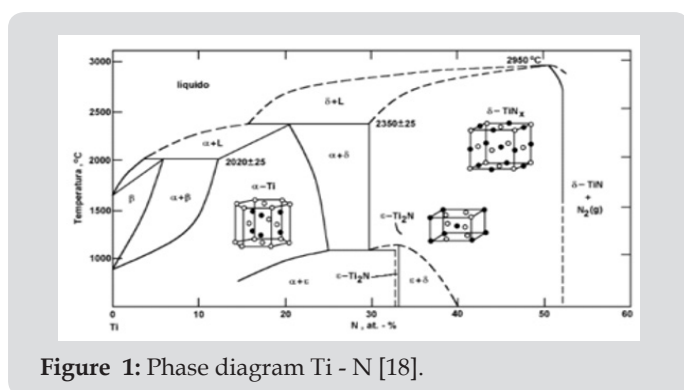 3000
2500
2000
1500
1000
Temperatura ,°C
líquido
2950 °C
δ+L
δ–TiNx
2350±25
α+L
α+δ
2020±25
β
α+β
α–Ti
ε–Ti2N
δ–TiN
+
N2(g)
α+ε
ε–Ti2N
ε+δ
0
10
20
30
40
50
60
Ti
N , at. - %
Figure 1: Phase diagram Ti - N [18].